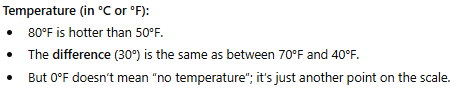 Temperature (in °C or °F):
• 80°F is hotter than 50°F.
• The difference (30°) is the same as between 70°F and 40°F.
• But 0°F doesn't mean "no temperature"; it's just another point on the scale.